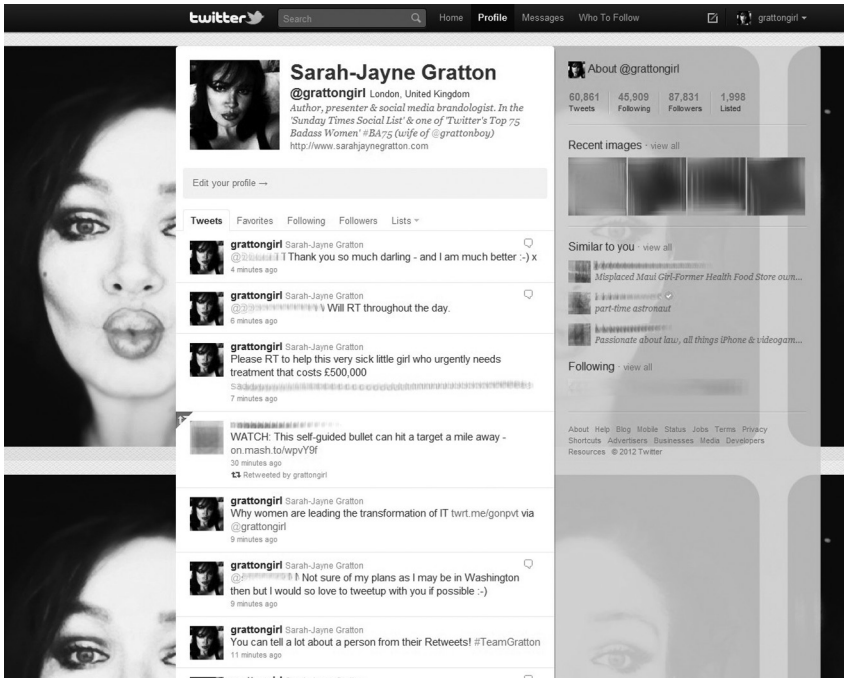 twitter
Search
Home Profile Messages Who To Follow
grattongirl
Sarah-Jayne Gratton
@grattongirl London, United Kingdom
Author, presenter & social media brandologist. In the
'Sunday Times Social List' & one of 'Twitter's Top 75
Badass Women' #BA75 (wife of @grattonboy)
http://www.sarahjaynegratton.com
Edit your profile →
Tweets Favorites Following Followers Lists
grattongirl Sarah-Jayne Gratton
@ Thank you so much darling - and I am much better :-) x
4 minutes ago
grattongirl Sarah-Jayne Gratton
@ Will RT throughout the day.
6 minutes ago
grattongirl Sarah-Jayne Gratton
Please RT to help this very sick little girl who urgently needs
treatment that costs £500,000
7 minutes ago
WATCH: This self-guided bullet can hit a target a mile away -
on.mash.to/wpvY9f
30 minutes ago
Retweeted by grattongirl
grattongirl Sarah-Jayne Gratton
Why women are leading the transformation of IT twrt.me/gonpvt via
@grattongirl
9 minutes ago
grattongirl Sarah-Jayne Gratton
@ Not sure of my plans as I may be in Washington
then but I would so love to tweetup with you if possible :-)
9 minutes ago
grattongirl Sarah-Jayne Gratton
You can tell a lot about a person from their Retweets! #TeamGratton
11 minutes ago
About @grattongirl
60,861 45,909 87,831 1,998
Tweets Following Followers Listed
Recent images · view all
Similar to you · view all
Misplaced Maui Girl-Former Health Food Store own...
part-time astronaut
Passionate about law, all things iPhone & videogam...
Following · view all
About Help Blog Mobile Status Jobs Terms Privacy
Shortcuts Advertisers Businesses Media Developers
Resources © 2012 Twitter